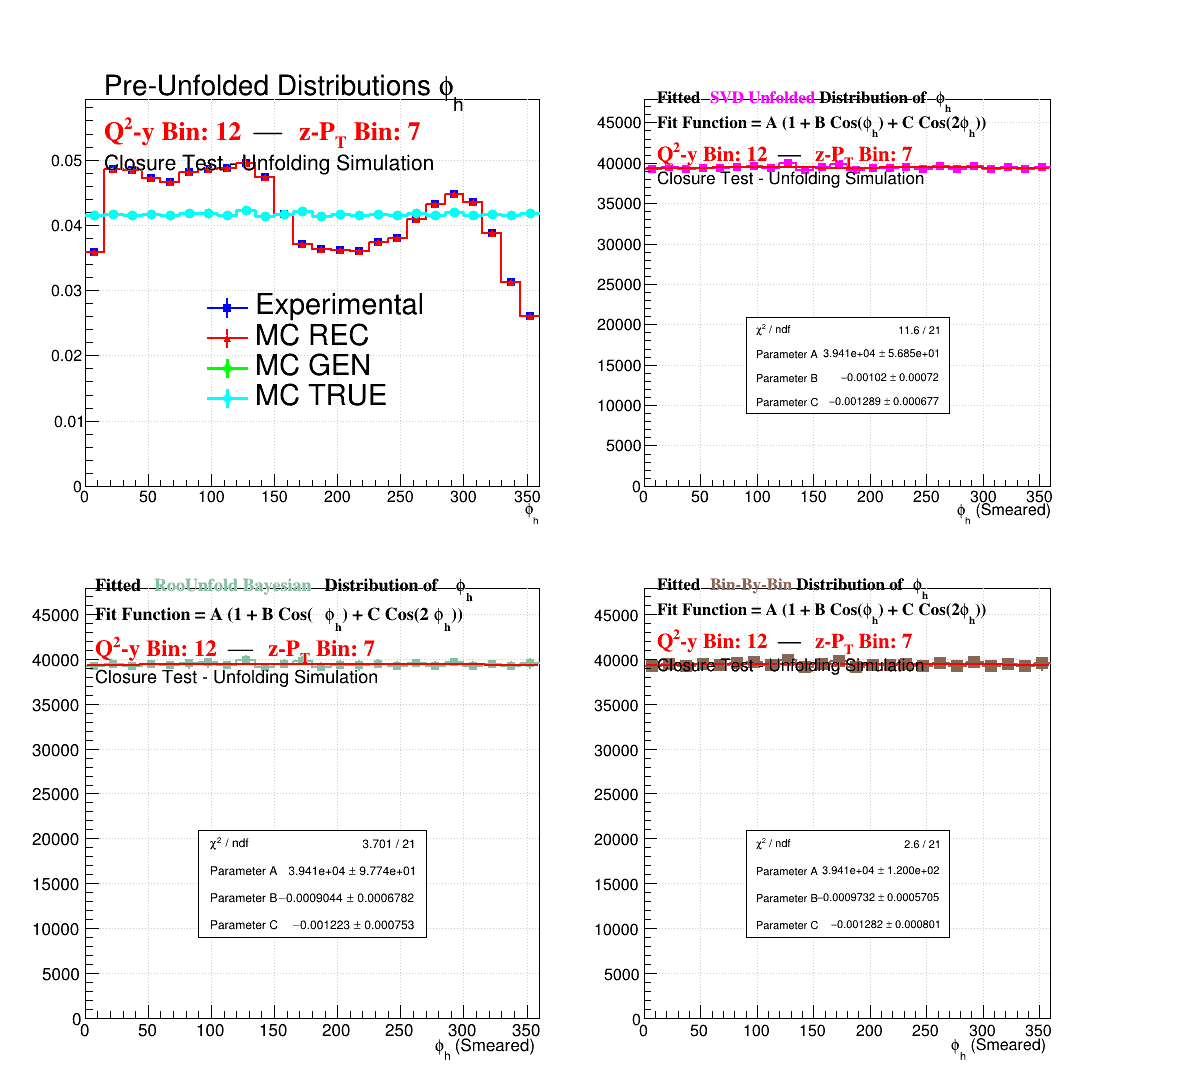 Pre-Unfolded Distributions ϕh
Q2-y Bin: 12 — z-PT Bin: 7
Closure Test - Unfolding Simulation
0.05
0.04
0.03
0.02
0.01
0
Experimental
MC REC
MC GEN
MC TRUE
0 50 100 150 200 250 300 350
ϕh
Fitted SVD Unfolded Distribution of ϕh
Fit Function = A (1 + B Cos(ϕh) + C Cos(2ϕh))
Q2-y Bin: 12 — z-PT Bin: 7
Closure Test - Unfolding Simulation
45000
40000
35000
30000
25000
20000
15000
10000
5000
0
χ2 / ndf 11.6 / 21
Parameter A 3.941e+04 ± 5.685e+01
Parameter B −0.00102 ± 0.00072
Parameter C −0.001289 ± 0.000677
0 50 100 150 200 250 300 350
ϕh (Smeared)
Fitted RooUnfold Bayesian Distribution of ϕh
Fit Function = A (1 + B Cos( ϕh) + C Cos(2 ϕh))
Q2-y Bin: 12 — z-PT Bin: 7
Closure Test - Unfolding Simulation
45000
40000
35000
30000
25000
20000
15000
10000
5000
0
χ2 / ndf 3.701 / 21
Parameter A 3.941e+04 ± 9.774e+01
Parameter B −0.0009044 ± 0.0006782
Parameter C −0.001223 ± 0.000753
0 50 100 150 200 250 300 350
ϕh (Smeared)
Fitted Bin-By-Bin Distribution of ϕh
Fit Function = A (1 + B Cos(ϕh) + C Cos(2ϕh))
Q2-y Bin: 12 — z-PT Bin: 7
Closure Test - Unfolding Simulation
45000
40000
35000
30000
25000
20000
15000
10000
5000
0
χ2 / ndf 2.6 / 21
Parameter A 3.941e+04 ± 1.200e+02
Parameter B −0.0009732 ± 0.0005705
Parameter C −0.001282 ± 0.000801
0 50 100 150 200 250 300 350
ϕh (Smeared)